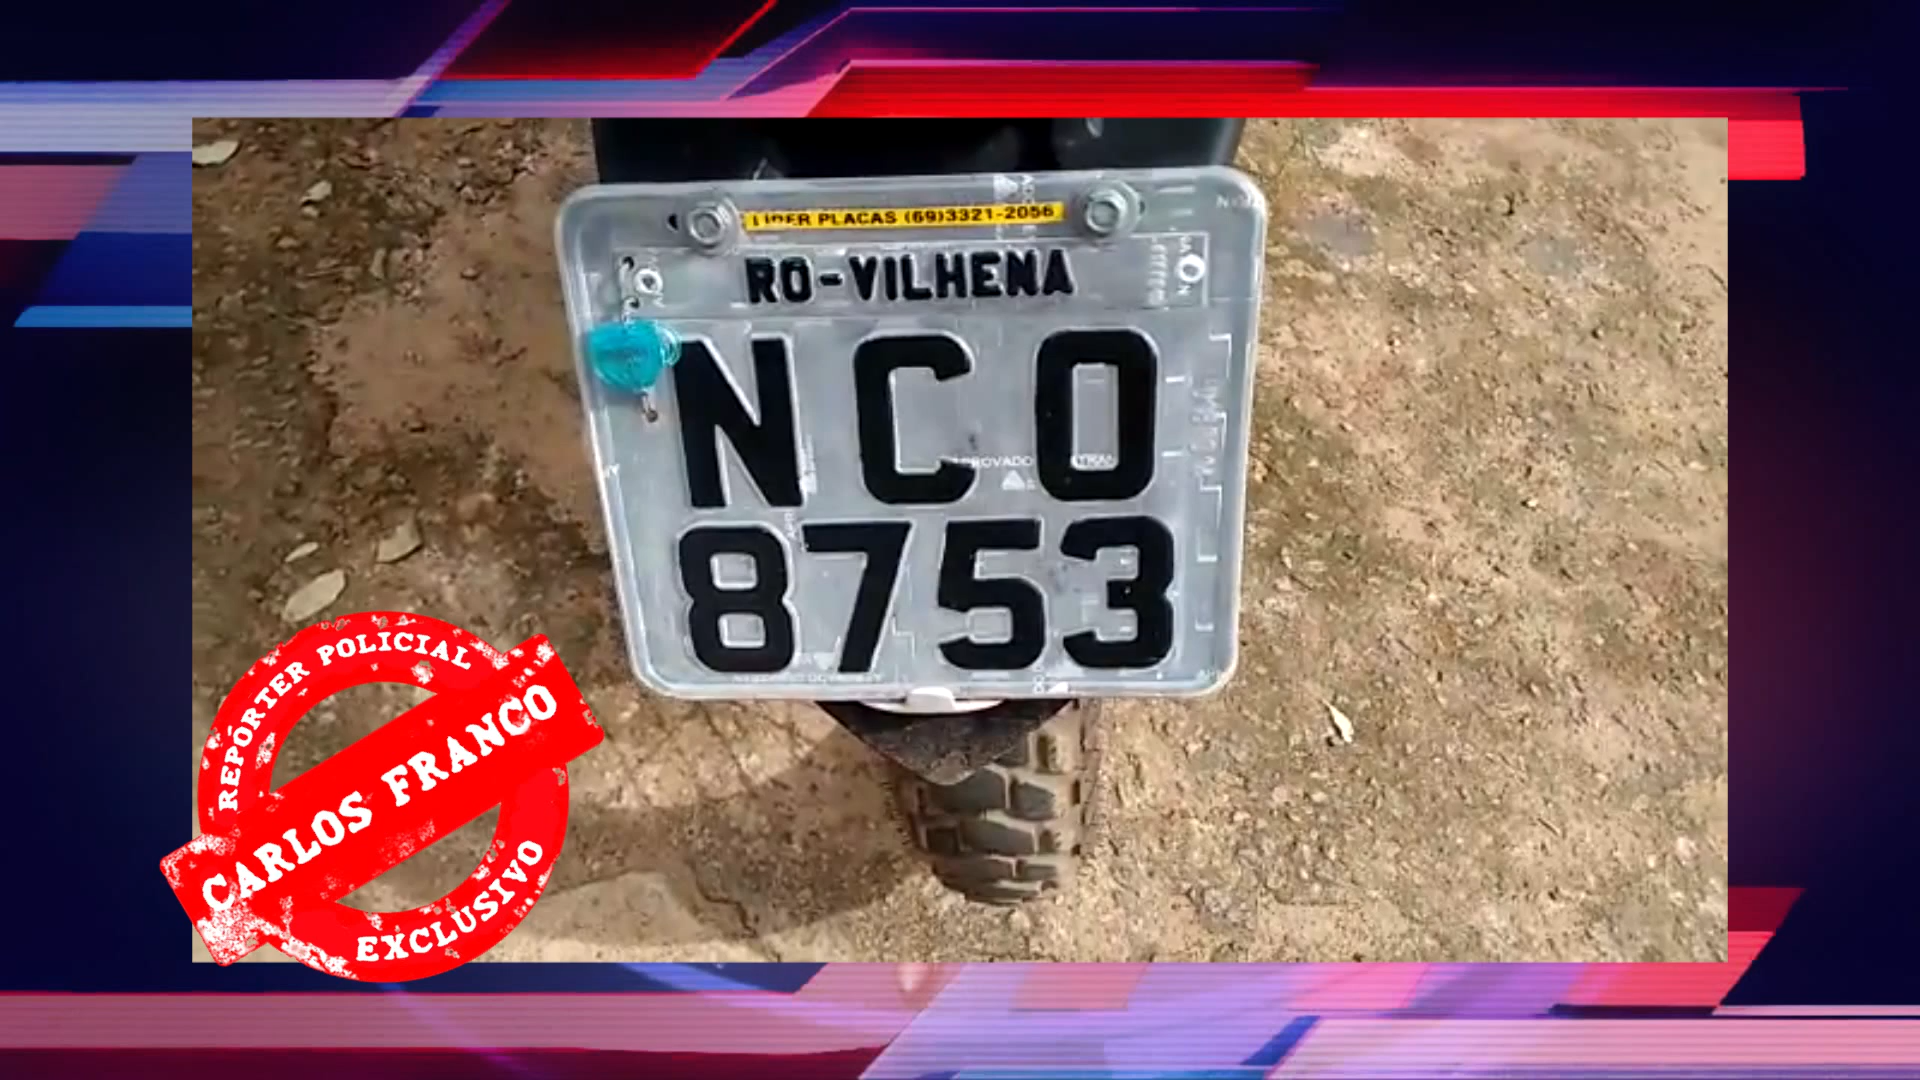 LIDER PLACAS (69)3321-2056
RO-VILHENA
NCO
8753
REPÓRTER POLICIAL
CARLOS FRANCO
EXCLUSIVO